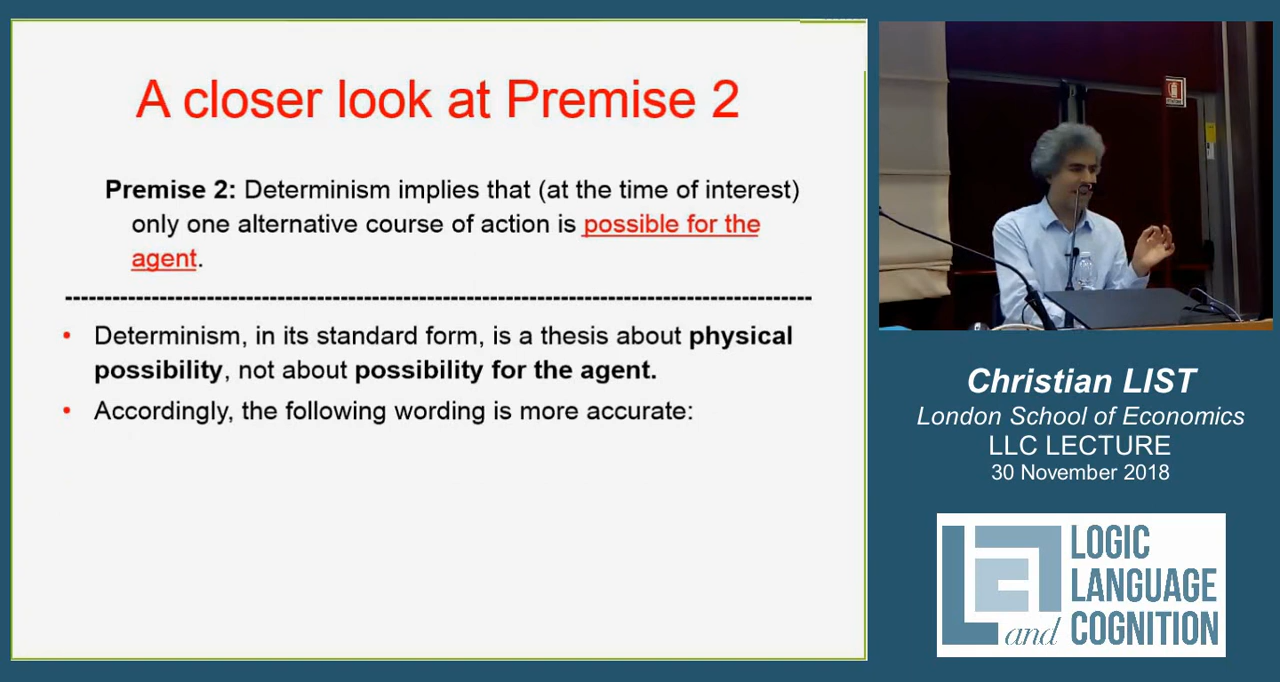 A closer look at Premise 2
Premise 2: Determinism implies that (at the time of interest)
only one alternative course of action is possible for the
agent.
--------------------------------------------------------------------------------
• Determinism, in its standard form, is a thesis about physical
possibility, not about possibility for the agent.
• Accordingly, the following wording is more accurate:
Christian LIST
London School of Economics
LLC LECTURE
30 November 2018
LOGIC
LANGUAGE
and COGNITION